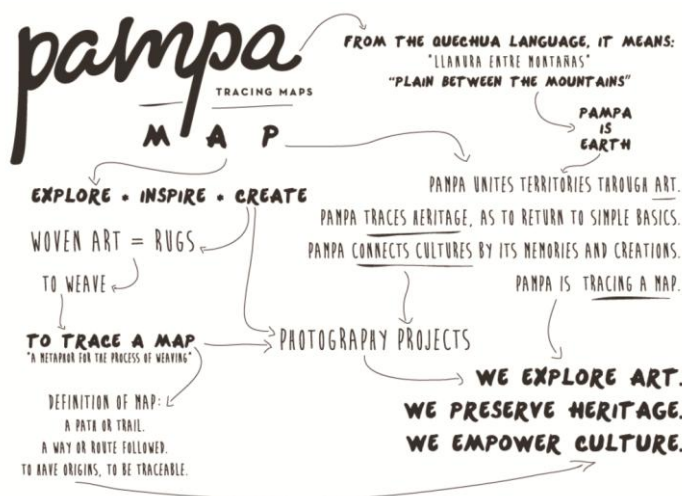 pampa
TRACING MAPS
MAP
FROM THE QUECHUA LANGUAGE, IT MEANS:
"LLANURA ENTRE MONTAÑAS"
"PLAIN BETWEEN THE MOUNTAINS"
PAMPA
IS
EARTH
EXPLORE • INSPIRE • CREATE
WOVEN ART = RUGS
TO WEAVE
TO TRACE A MAP
"A METAPHOR FOR THE PROCESS OF WEAVING"
DEFINITION OF MAP:
A PATH OR TRAIL.
A WAY OR ROUTE FOLLOWED.
TO HAVE ORIGINS, TO BE TRACEABLE.
PAMPA UNITES TERRITORIES THROUGH ART.
PAMPA TRACES HERITAGE, AS TO RETURN TO SIMPLE BASICS.
PAMPA CONNECTS CULTURES BY ITS MEMORIES AND CREATIONS.
PAMPA IS TRACING A MAP.
PHOTOGRAPHY PROJECTS
WE EXPLORE ART.
WE PRESERVE HERITAGE.
WE EMPOWER CULTURE.